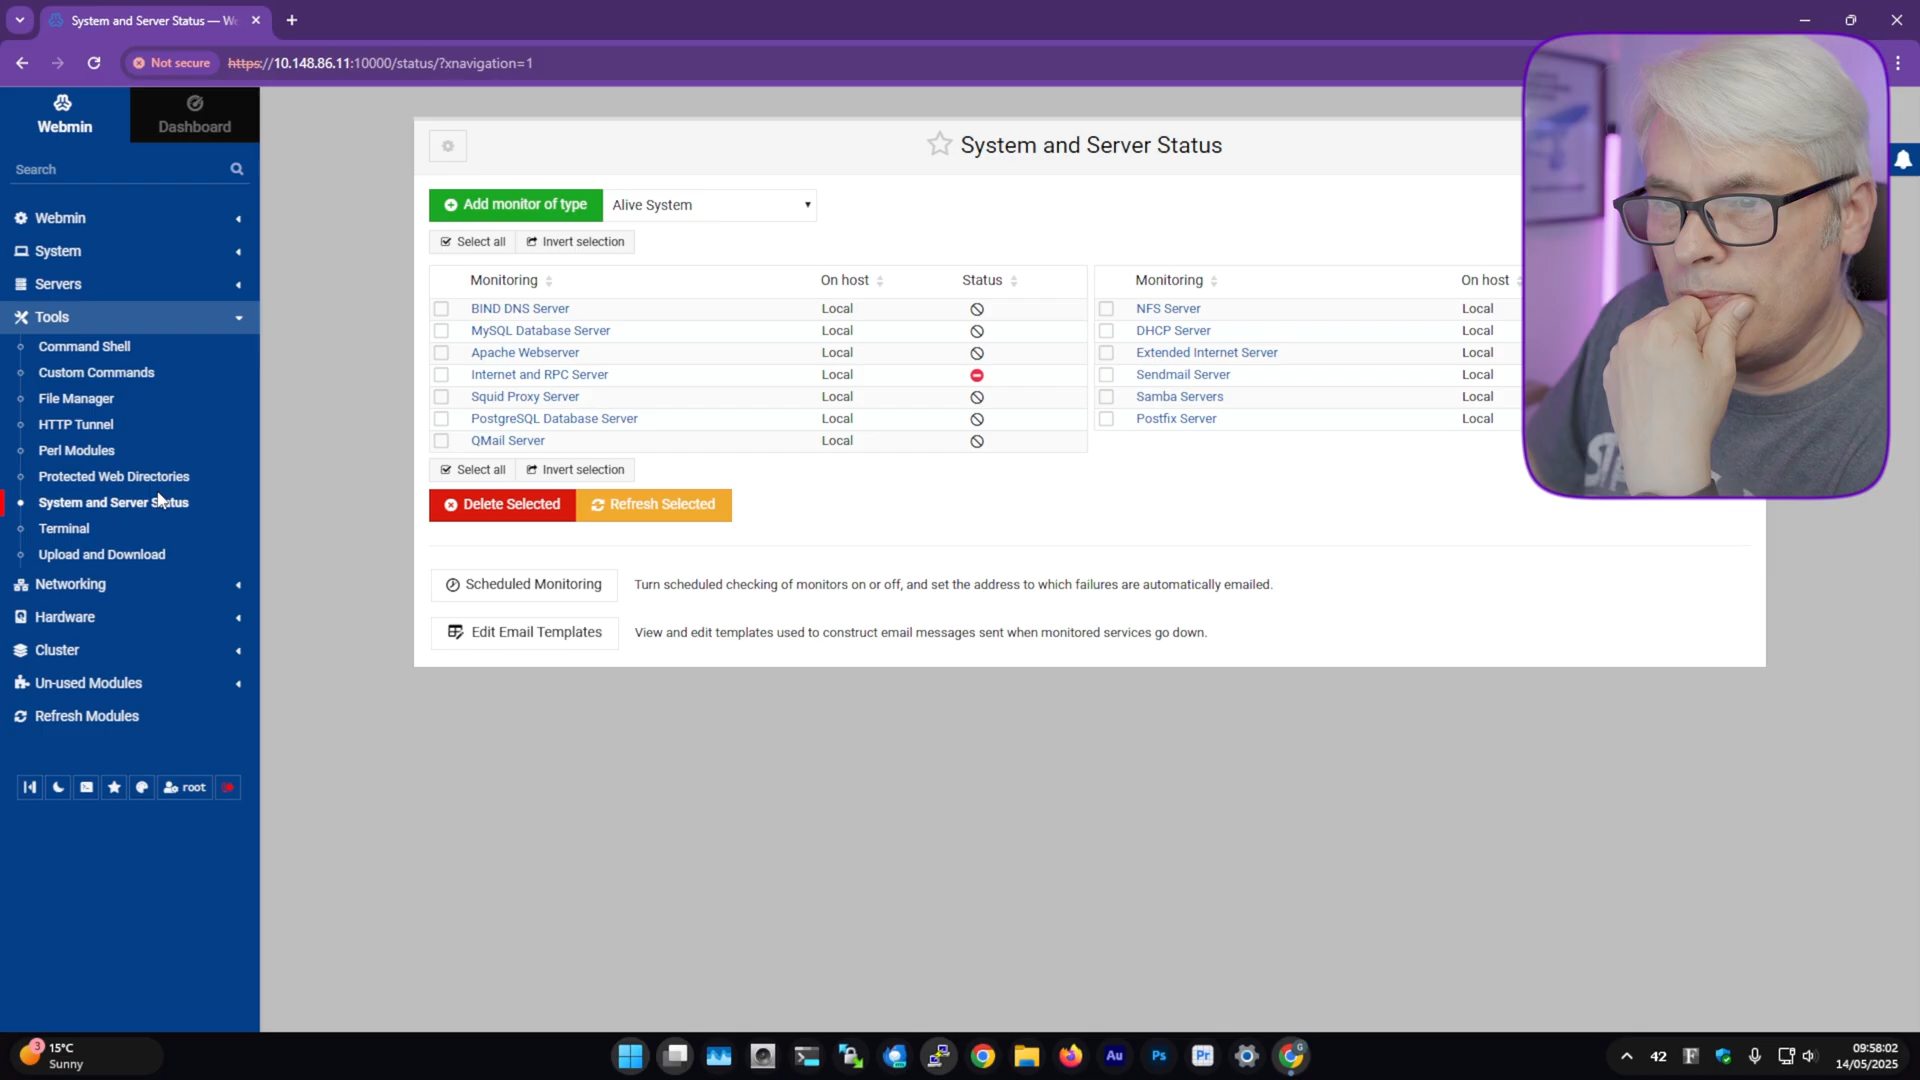 System and Server Status — We
Not secure
https://10.148.86.11:10000/status/?xnavigation=1
Webmin
Dashboard
Search
Webmin
System
Servers
Tools
Command Shell
Custom Commands
File Manager
HTTP Tunnel
Perl Modules
Protected Web Directories
System and Server Status
Terminal
Upload and Download
Networking
Hardware
Cluster
Un-used Modules
Refresh Modules
root
System and Server Status
Add monitor of type
Alive System
Select all
Invert selection
Monitoring On host Status
BIND DNS Server Local
MySQL Database Server Local
Apache Webserver Local
Internet and RPC Server Local
Squid Proxy Server Local
PostgreSQL Database Server Local
QMail Server Local
Monitoring On host
NFS Server Local
DHCP Server Local
Extended Internet Server Local
Sendmail Server Local
Samba Servers Local
Postfix Server Local
Select all
Invert selection
Delete Selected
Refresh Selected
Scheduled Monitoring
Turn scheduled checking of monitors on or off, and set the address to which failures are automatically emailed.
Edit Email Templates
View and edit templates used to construct email messages sent when monitored services go down.
3
15°C
Sunny
Au
Ps
Pr
G
42
F
09:58:02
14/05/2025